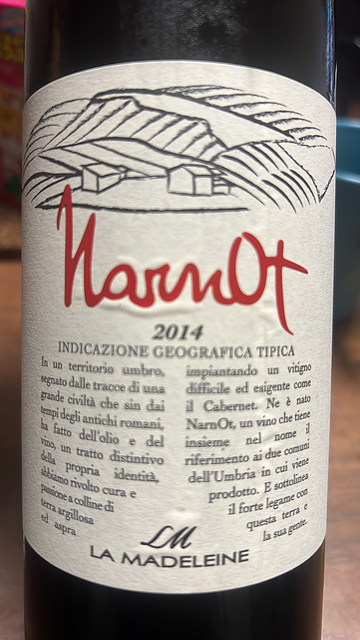 NarnOt
2014
INDICAZIONE GEOGRAFICA TIPICA
In un territorio umbro,
segnato dalle tracce di una
grande civiltà che sin dai
tempi degli antichi romani,
ha fatto dell'olio e del
vino, un tratto distintivo
della propria identità,
abbiamo rivolto cura e
passione a colline di
terra argillosa
ed aspra
impiantando un vitigno
difficile ed esigente come
il Cabernet. Ne è nato
NarnOt, un vino che tiene
insieme nel nome il
riferimento ai due comuni
dell'Umbria in cui viene
prodotto. E sottolinea
il forte legame con
questa terra e
la sua gente.
LM
LA MADELEINE